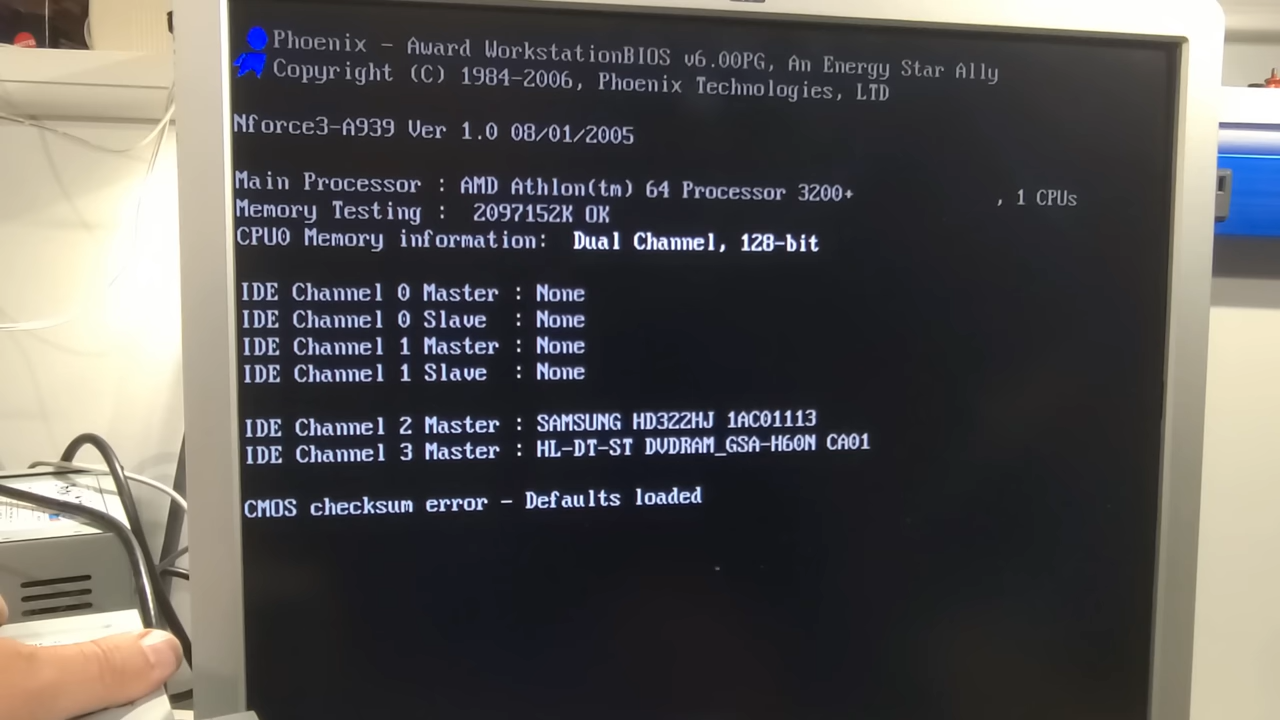 Phoenix - Award WorkstationBIOS v6.00PG, An Energy Star Ally
Copyright (C) 1984-2006, Phoenix Technologies, LTD
Nforce3-A939 Ver 1.0 08/01/2005
Main Processor : AMD Athlon(tm) 64 Processor 3200+ , 1 CPUs
Memory Testing : 2097152K OK
CPU0 Memory information: Dual Channel, 128-bit
IDE Channel 0 Master : None
IDE Channel 0 Slave : None
IDE Channel 1 Master : None
IDE Channel 1 Slave : None
IDE Channel 2 Master : SAMSUNG HD322HJ 1AC01113
IDE Channel 3 Master : HL-DT-ST DVDRAM_GSA-H60N CA01
CMOS checksum error - Defaults loaded